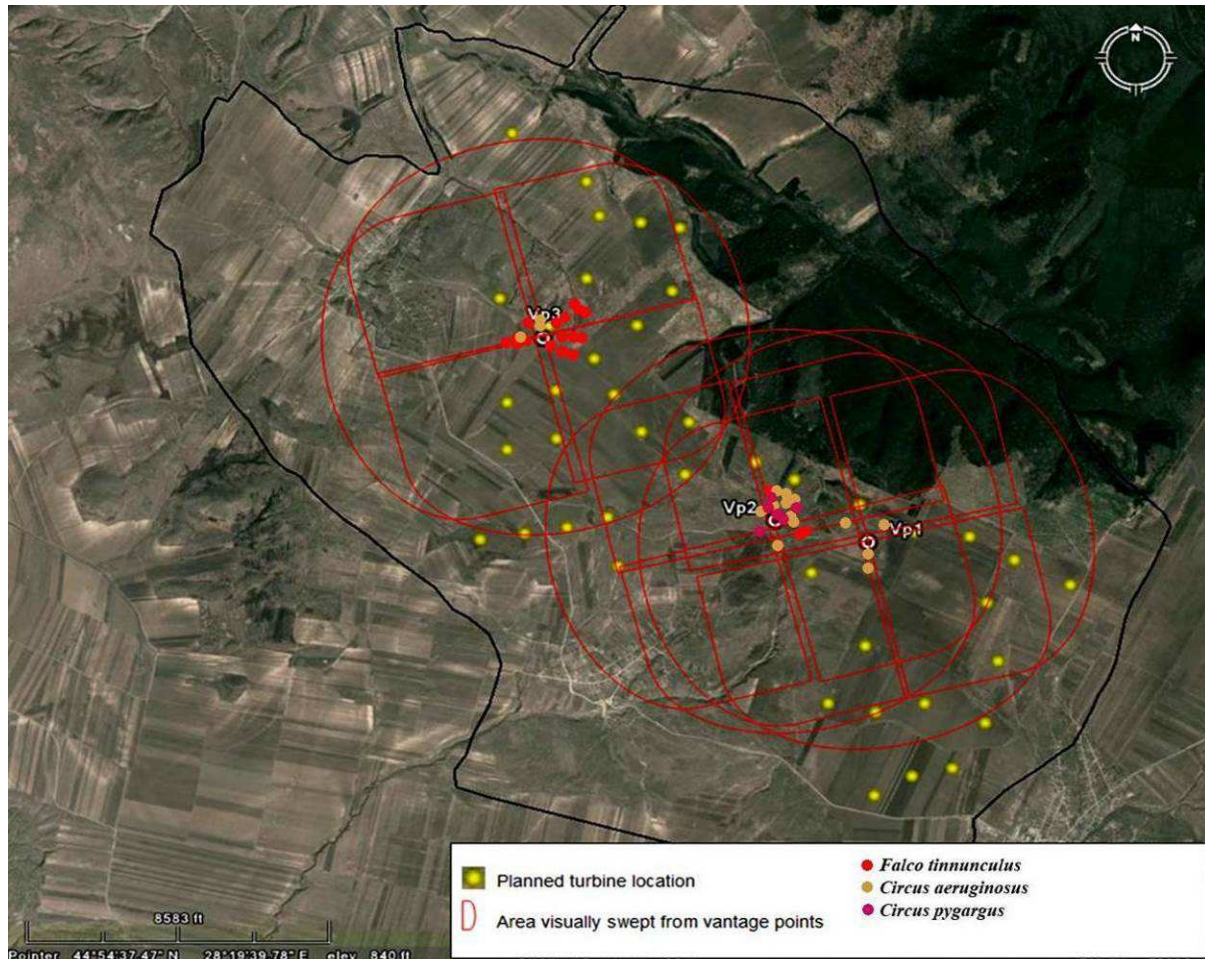 N
Vp3
Vp2
Vp1
Planned turbine location
Area visually swept from vantage points
Falco tinnunculus
Circus aeruginosus
Circus pygargus
8583 ft
Pointer 44°54'37.47" N 28°19'39.78" E elev 840 ft